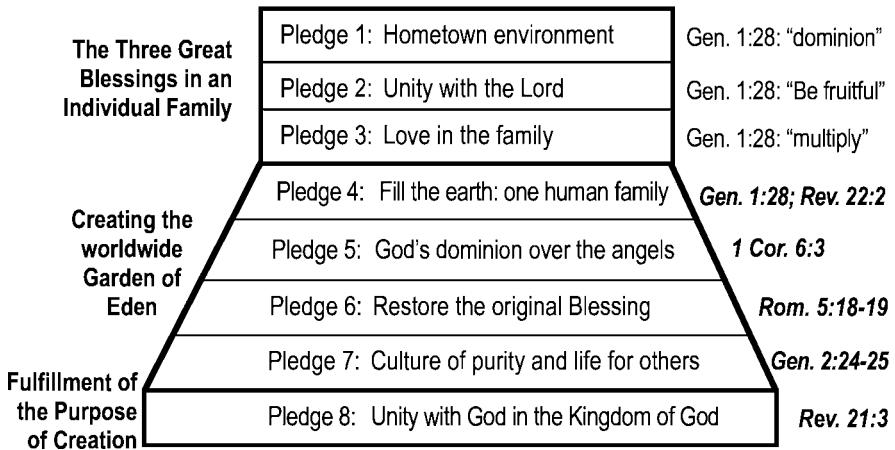 The Three Great
Blessings in an
Individual Family
Pledge 1: Hometown environment
Gen. 1:28: “dominion”
Pledge 2: Unity with the Lord
Gen. 1:28: “Be fruitful”
Pledge 3: Love in the family
Gen. 1:28: “multiply”
Creating the
worldwide
Garden of
Eden
Pledge 4: Fill the earth: one human family
Gen. 1:28; Rev. 22:2
Pledge 5: God’s dominion over the angels
1 Cor. 6:3
Pledge 6: Restore the original Blessing
Rom. 5:18-19
Pledge 7: Culture of purity and life for others
Gen. 2:24-25
Fulfillment of
the Purpose
of Creation
Pledge 8: Unity with God in the Kingdom of God
Rev. 21:3